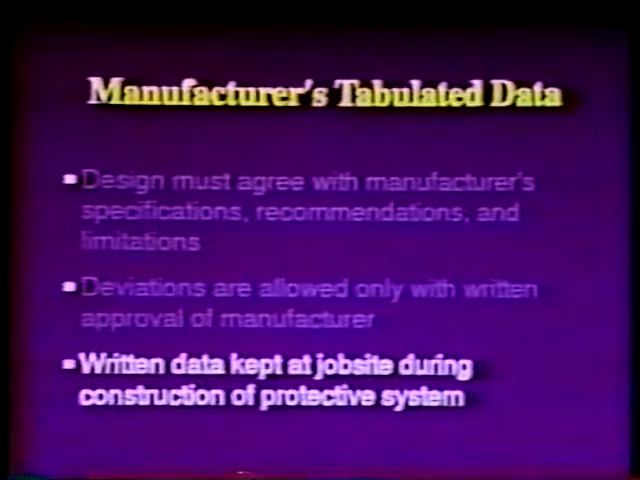 Manufacturer's Tabulated Data
Design must agree with manufacturer's
specifications, recommendations, and
limitations
Deviations are allowed only with written
approval of manufacturer
Written data kept at jobsite during
construction of protective system